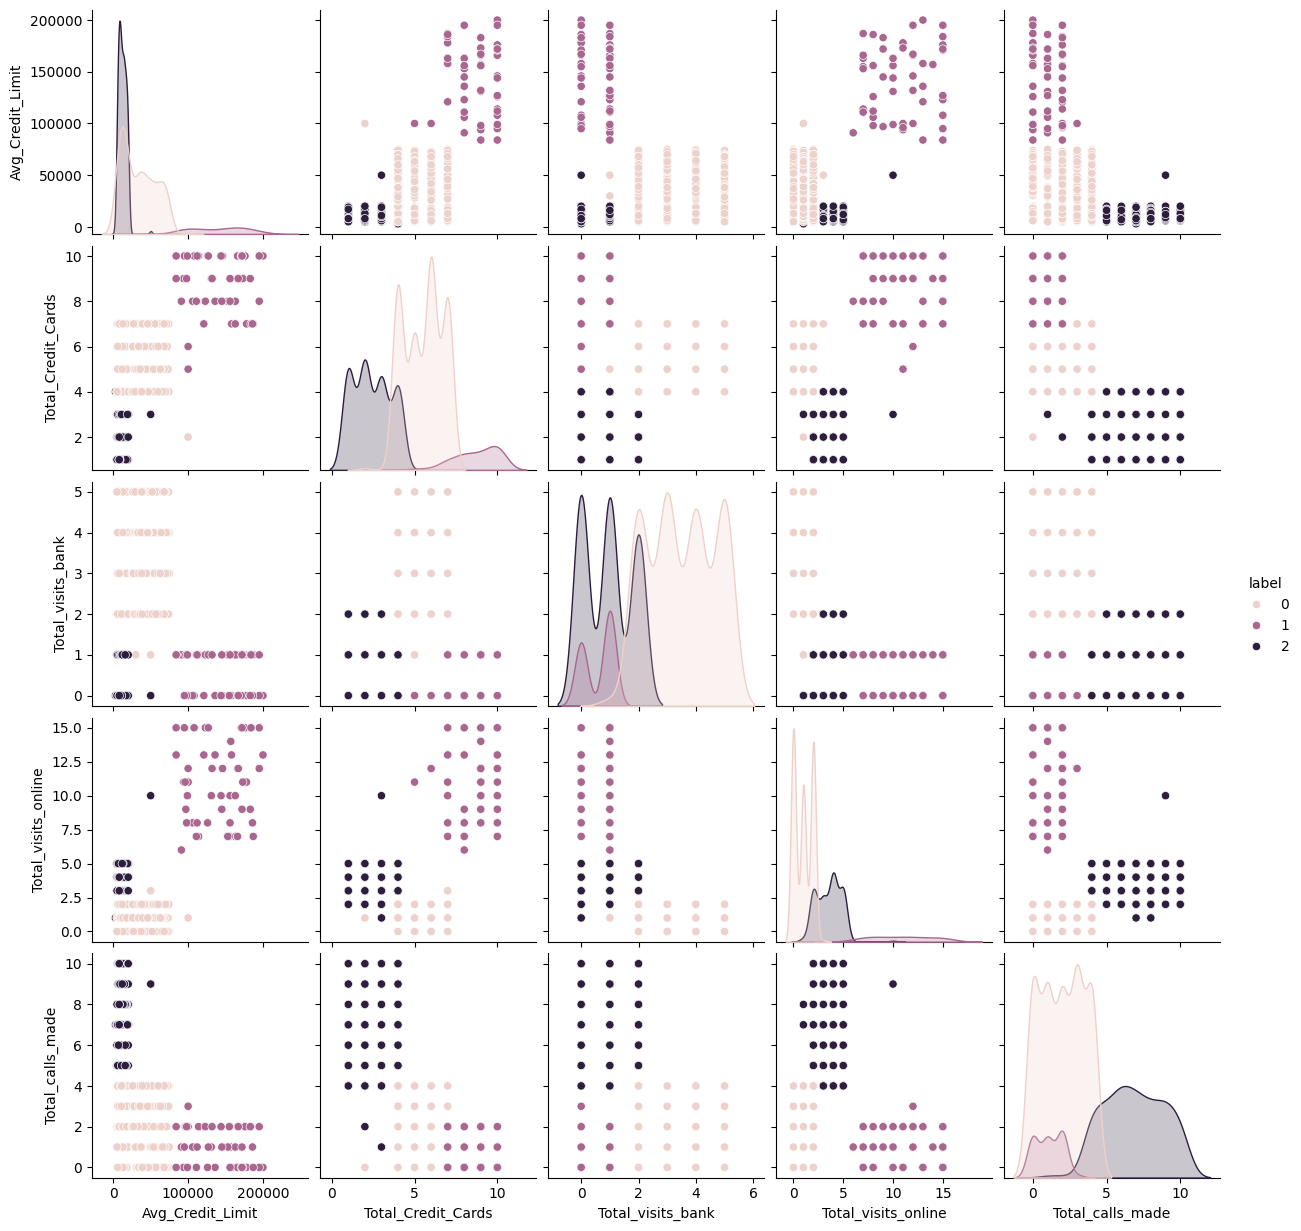 200000
150000
100000
50000
0
Avg_Credit_Limit
10
8
6
4
2
Total_Credit_Cards
5
4
3
2
1
0
Total_visits_bank
label
0
1
2
15.0
12.5
10.0
7.5
5.0
2.5
0.0
Total_visits_online
10
8
6
4
2
0
Total_calls_made
0 100000 200000
0 5 10
0 2 4 6
0 5 10 15
0 5 10
Avg_Credit_Limit
Total_Credit_Cards
Total_visits_bank
Total_visits_online
Total_calls_made